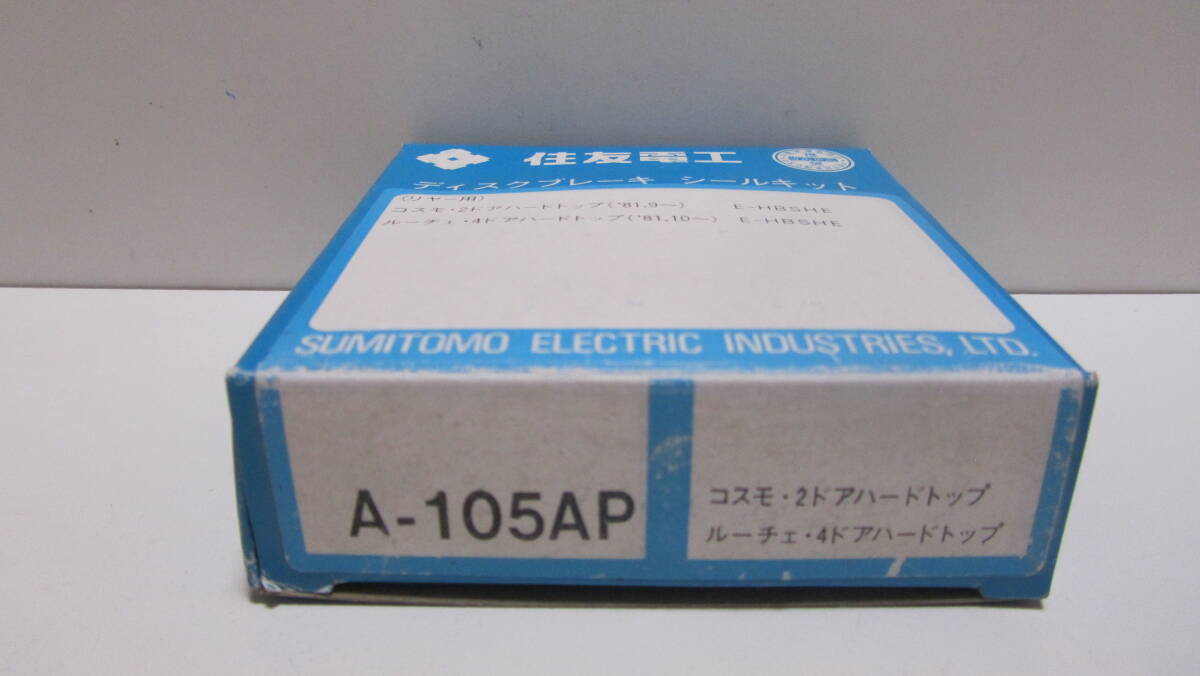 住友電工
ディスクブレーキ シールキット
(リヤー用)
コスモ・2ドアハードトップ('81,9〜) E-HBSHE
ルーチェ・4ドアハードトップ('81,10〜) E-HBSHE
SUMITOMO ELECTRIC INDUSTRIES, LTD.
A-105AP
コスモ・2ドアハードトップ
ルーチェ・4ドアハードトップ